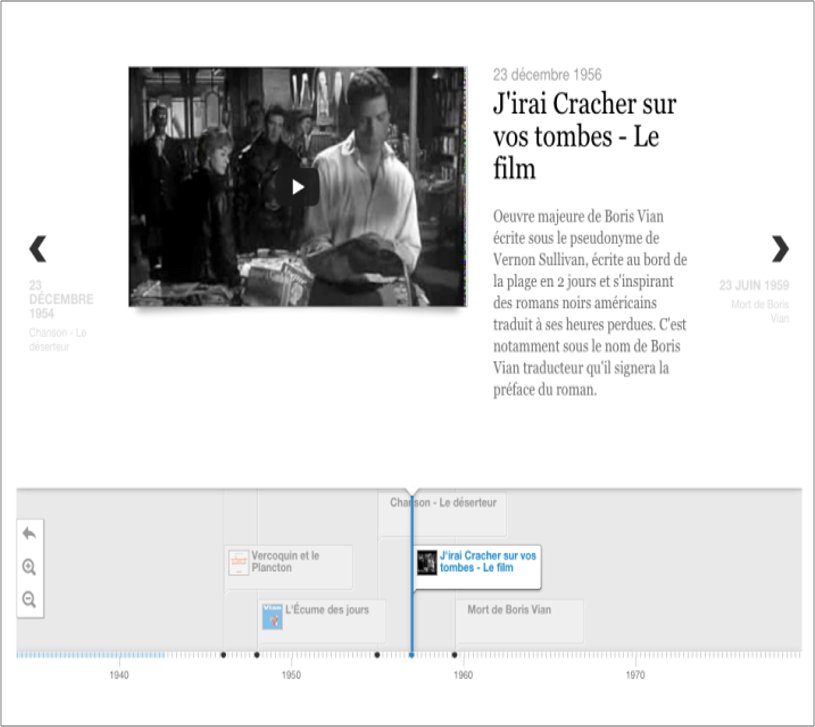 23 décembre 1956
J'irai Cracher sur
vos tombes - Le
film
Oeuvre majeure de Boris Vian
écrite sous le pseudonyme de
Vernon Sullivan, écrite au bord de
la plage en 2 jours et s'inspirant
des romans noirs américains
traduit à ses heures perdues. C'est
notamment sous le nom de Boris
Vian traducteur qu'il signera la
préface du roman.
23
DÉCEMBRE
1954
Chanson - Le
déserteur
23 JUIN 1959
Mort de Boris
Vian
Chanson - Le déserteur
Vercoquin et le
Plancton
J'irai Cracher sur vos
tombes - Le film
Vian
L'Écume des jours
Mort de Boris Vian
1940
1950
1960
1970